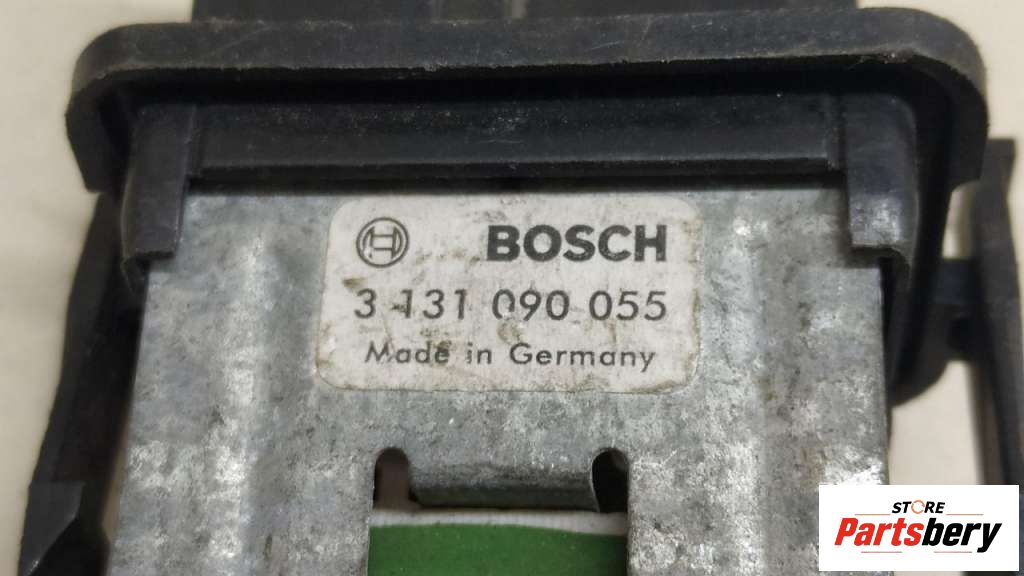 BOSCH
3 131 090 055
Made in Germany
STORE
Partsbery